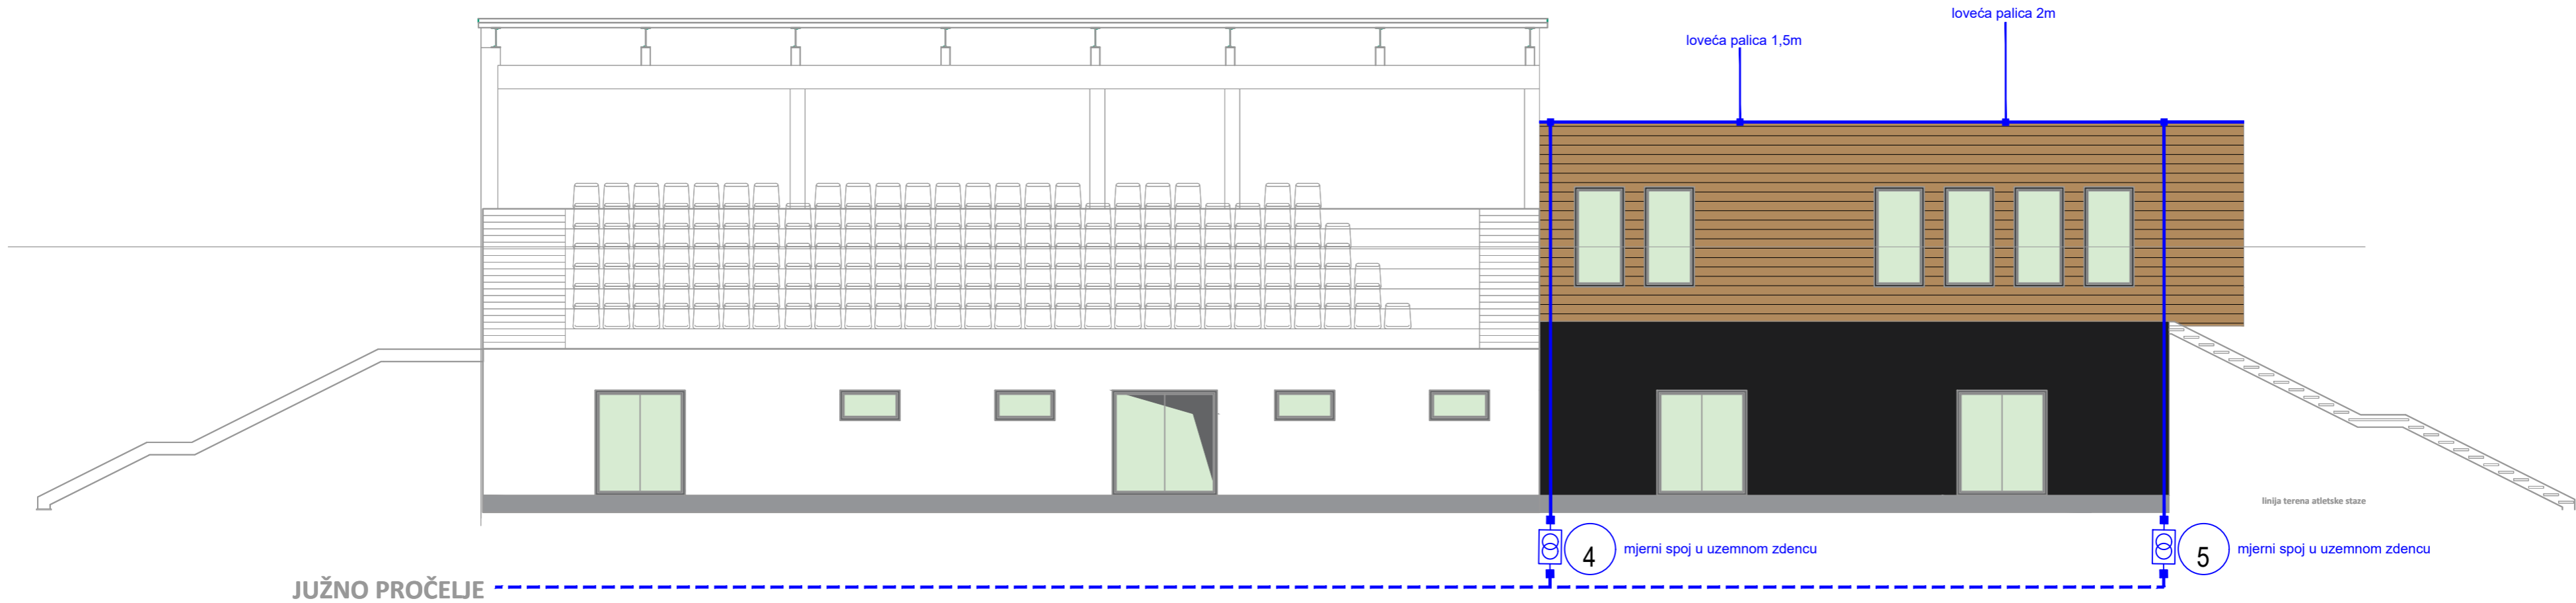 loveća palica 2m
loveća palica 1,5m
linija terena atletske staze
4 mjerni spoj u uzemnom zdencu
5 mjerni spoj u uzemnom zdencu
JUŽNO PROČELJE